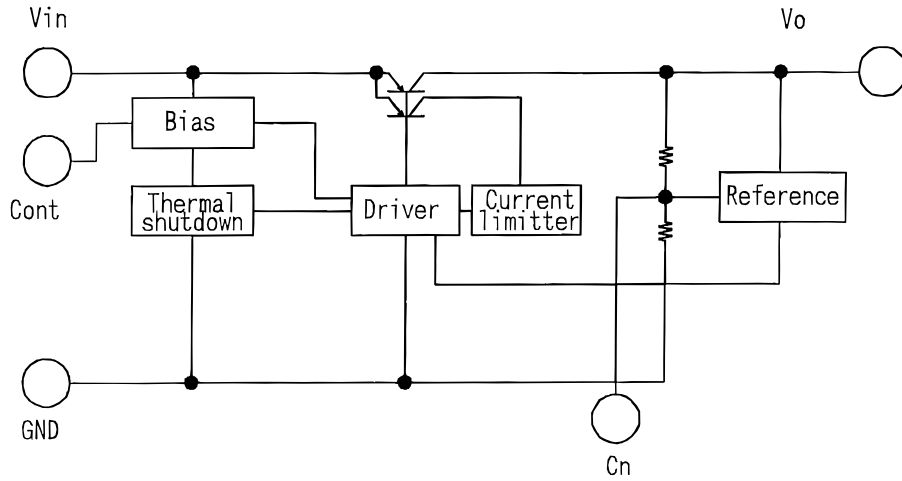 Vin
Vo
Bias
Cont
Thermal
shutdown
Driver
Current
limitter
Reference
GND
Cn